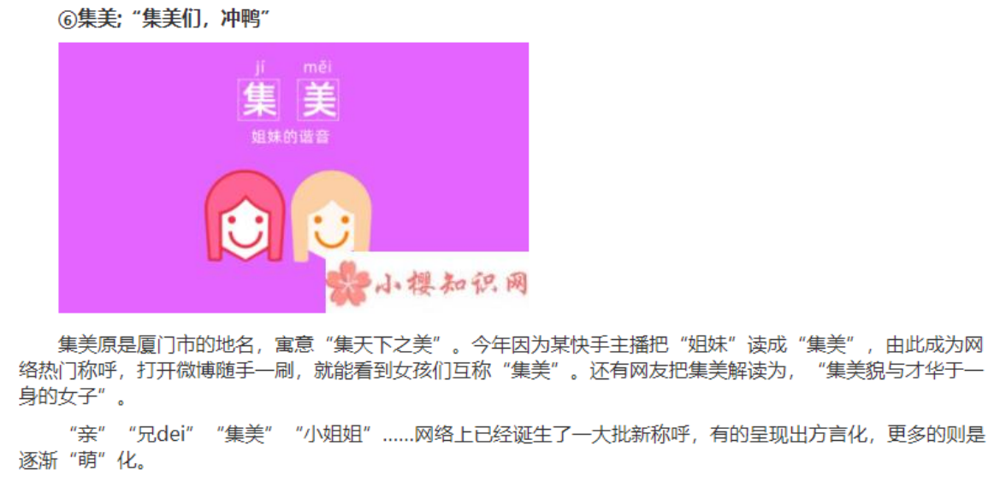 ⑥集美;“集美们，冲鸭”
jí měi
集 美
姐妹的谐音
小樱知识网
集美原是厦门市的地名，寓意“集天下之美”。今年因为某快手主播把“姐妹”读成“集美”，由此成为网
络热门称呼，打开微博随手一刷，就能看到女孩们互称“集美”。还有网友把集美解读为，“集美貌与才华于一
身的女子”。
“亲”“兄dei”“集美”“小姐姐”……网络上已经诞生了一大批新称呼，有的呈现出方言化，更多的则是
逐渐“萌”化。